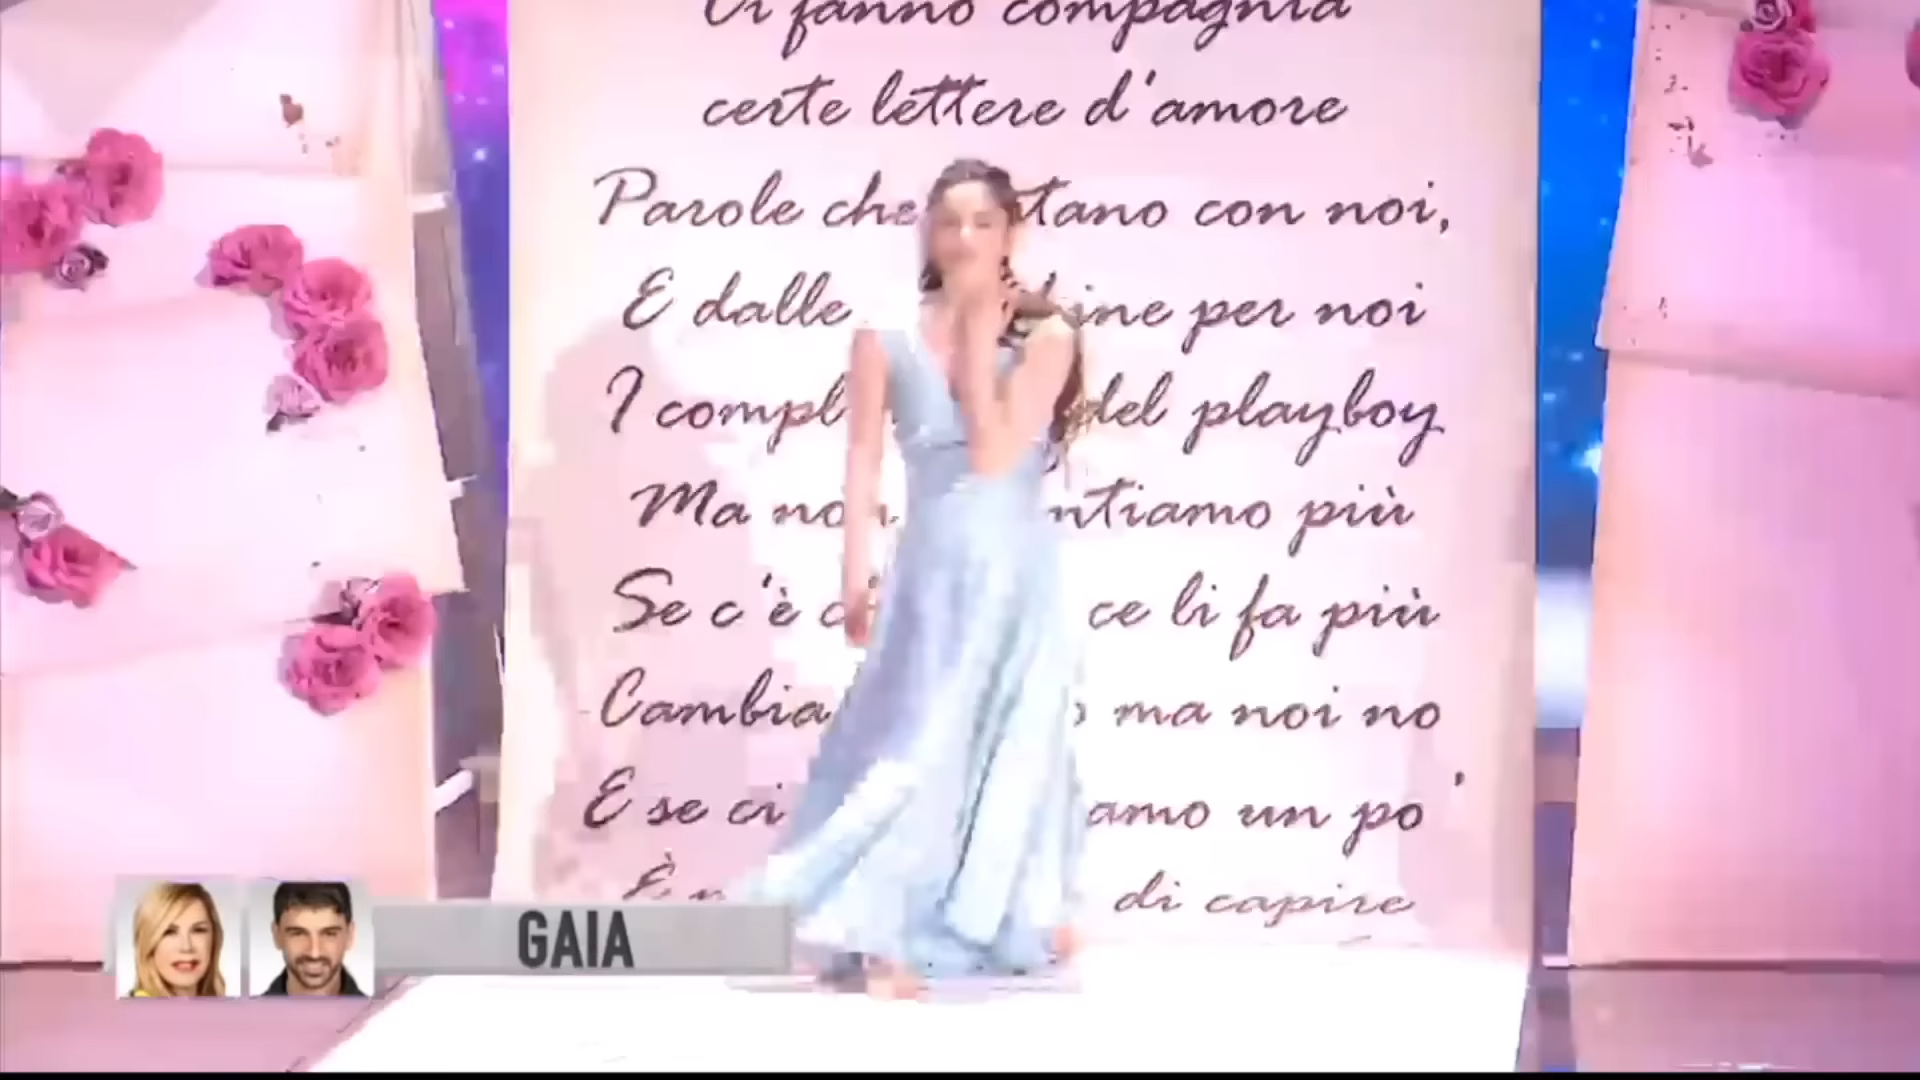 Vi fanno compagnia
certe lettere d'amore
Parole che tano con noi,
E dalle ine per noi
I compl del playboy
Ma no ntiamo più
Se c'è c ce li fa più
Cambia o ma noi no
E se ci amo un po'
È di capire
GAIA